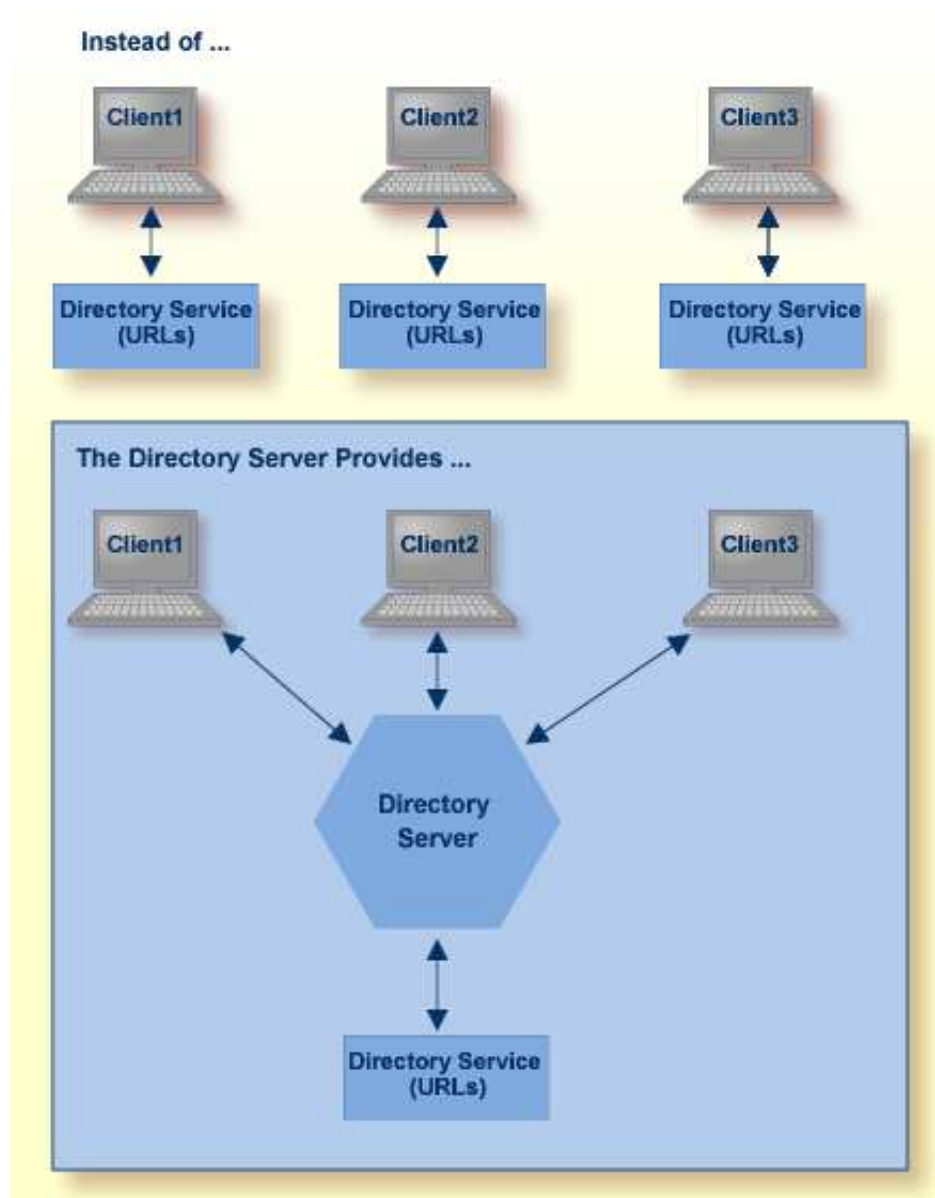 Instead of ...
Client1
Client2
Client3
Directory Service
(URLs)
Directory Service
(URLs)
Directory Service
(URLs)
The Directory Server Provides ...
Client1
Client2
Client3
Directory
Server
Directory Service
(URLs)